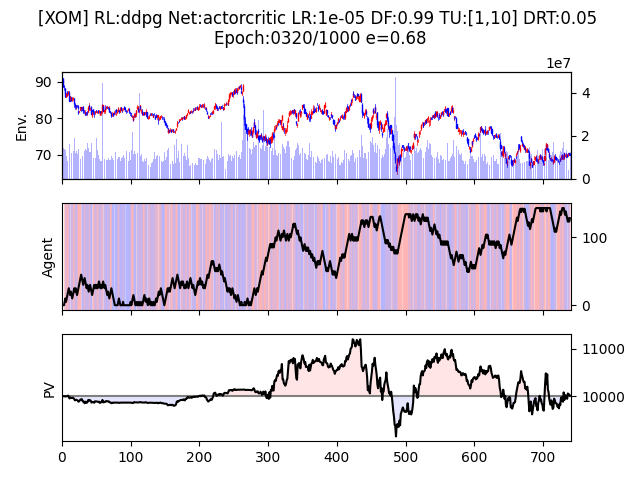 [XOM] RL:ddpg Net:actorcritic LR:1e-05 DF:0.99 TU:[1,10] DRT:0.05
Epoch:0320/1000 e=0.68
1e7
90
80
70
Env.
4
2
0
Agent
100
0
PV
11000
10000
0 100 200 300 400 500 600 700